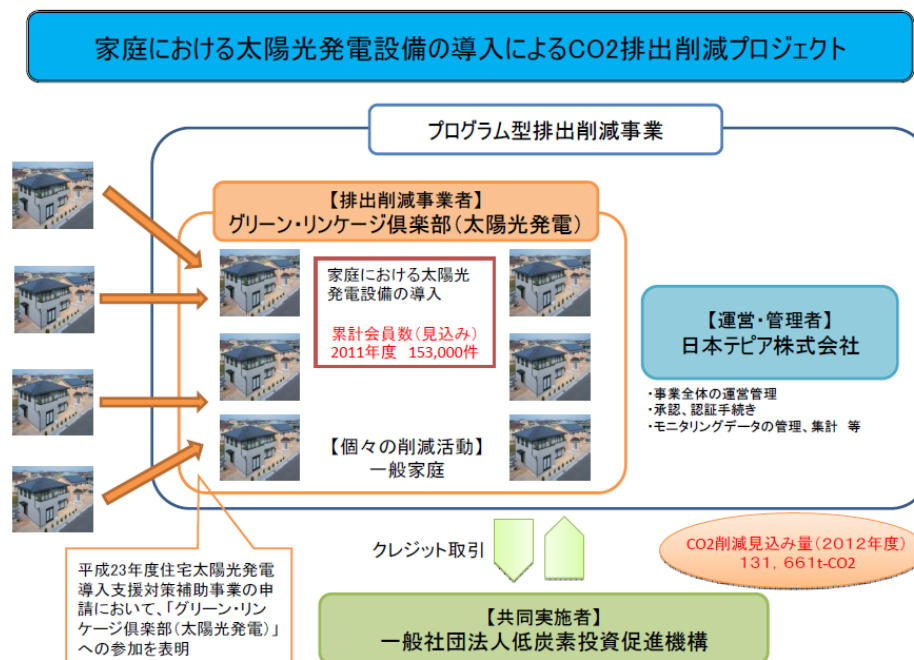 家庭における太陽光発電設備の導入によるCO2排出削減プロジェクト
プログラム型排出削減事業
【排出削減事業者】
グリーン・リンケージ倶楽部(太陽光発電)
家庭における太陽光
発電設備の導入
累計会員数(見込み)
2011年度 153,000件
【運営・管理者】
日本テピア株式会社
・事業全体の運営管理
・承認、認証手続き
・モニタリングデータの管理、集計 等
【個々の削減活動】
一般家庭
クレジット取引
CO2削減見込み量(2012年度)
131, 661t-CO2
平成23年度住宅太陽光発電
導入支援対策補助事業の申
請において、「グリーン・リン
ケージ倶楽部(太陽光発電)」
への参加を表明
【共同実施者】
一般社団法人低炭素投資促進機構